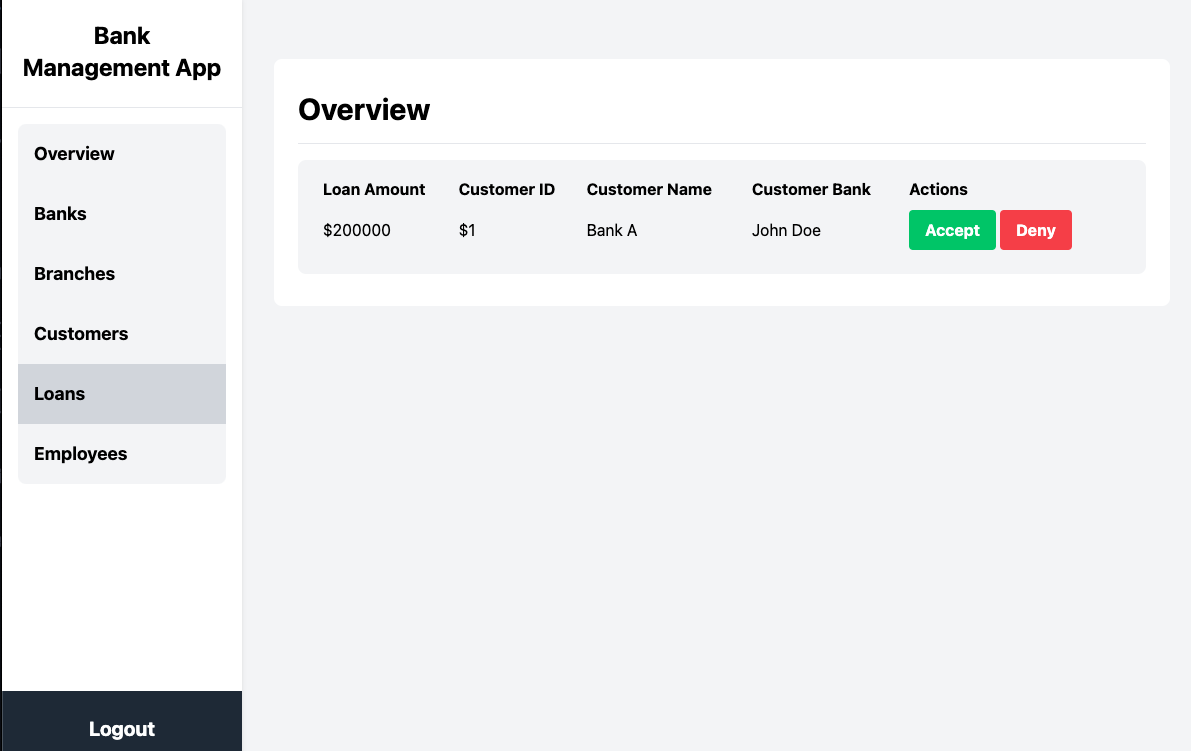 Bank
Management App
Overview
Banks
Branches
Customers
Loans
Employees
Logout
Overview
Loan Amount Customer ID Customer Name Customer Bank Actions
$200000 $1 Bank A John Doe Accept Deny